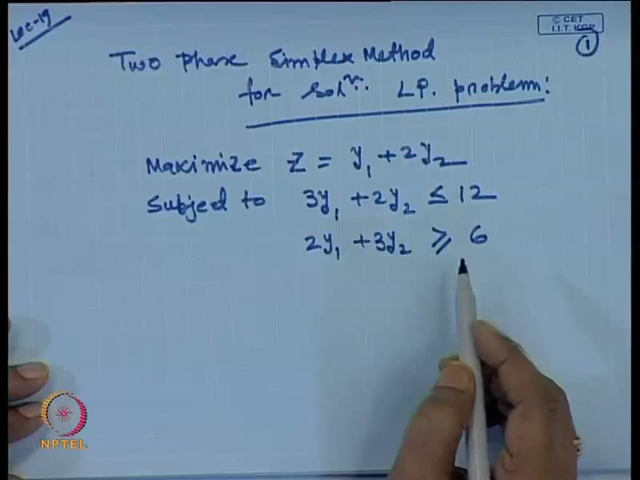 Lec-19
© CET
I.I.T. KGP
1
Two Phase Simplex Method
for Solⁿ. LP. problem:
Maximize Z = y₁ + 2y₂
Subject to 3y₁ + 2y₂ ≤ 12
2y₁ + 3y₂ ≥ 6
NPTEL